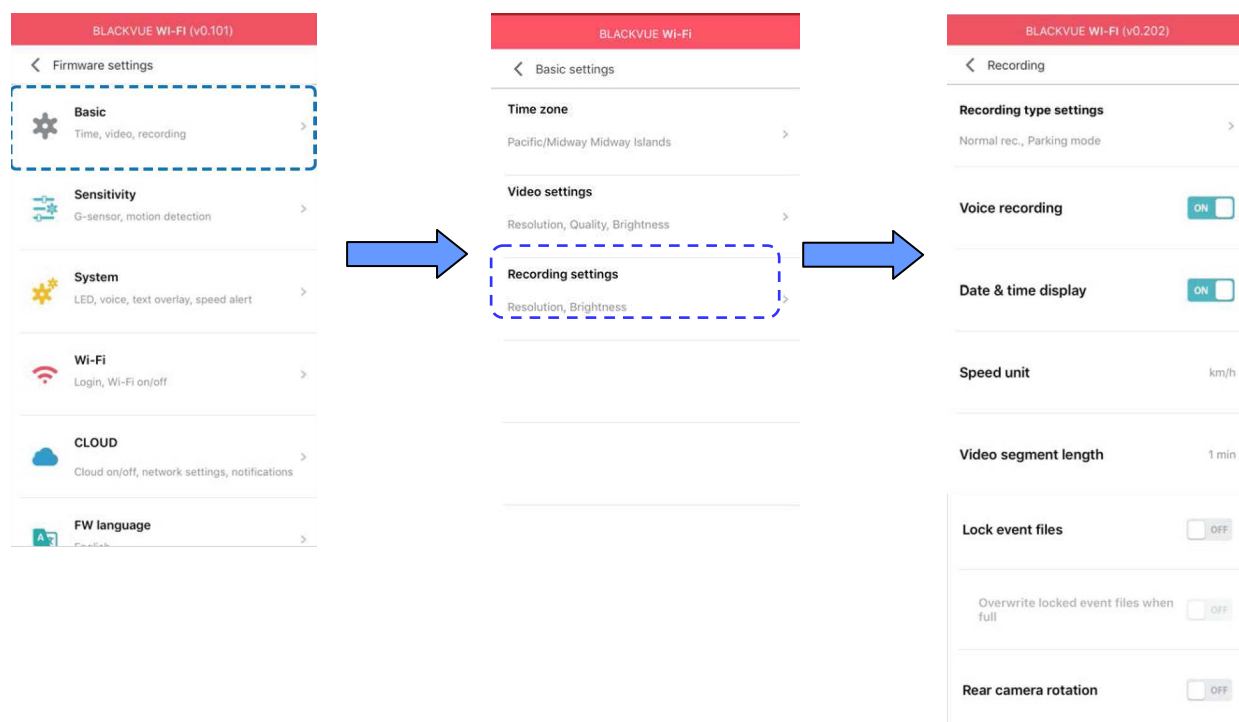 BLACKVUE WI-FI (v0.101)
Firmware settings
Basic
Time, video, recording
Sensitivity
G-sensor, motion detection
System
LED, voice, text overlay, speed alert
Wi-Fi
Login, Wi-Fi on/off
CLOUD
Cloud on/off, network settings, notifications
FW language
English
BLACKVUE Wi-Fi
Basic settings
Time zone
Pacific/Midway Midway Islands
Video settings
Resolution, Quality, Brightness
Recording settings
Resolution, Brightness
BLACKVUE WI-FI (v0.202)
Recording
Recording type settings
Normal rec., Parking mode
Voice recording ON
Date & time display ON
Speed unit km/h
Video segment length 1 min
Lock event files OFF
Overwrite locked event files when
full OFF
Rear camera rotation OFF